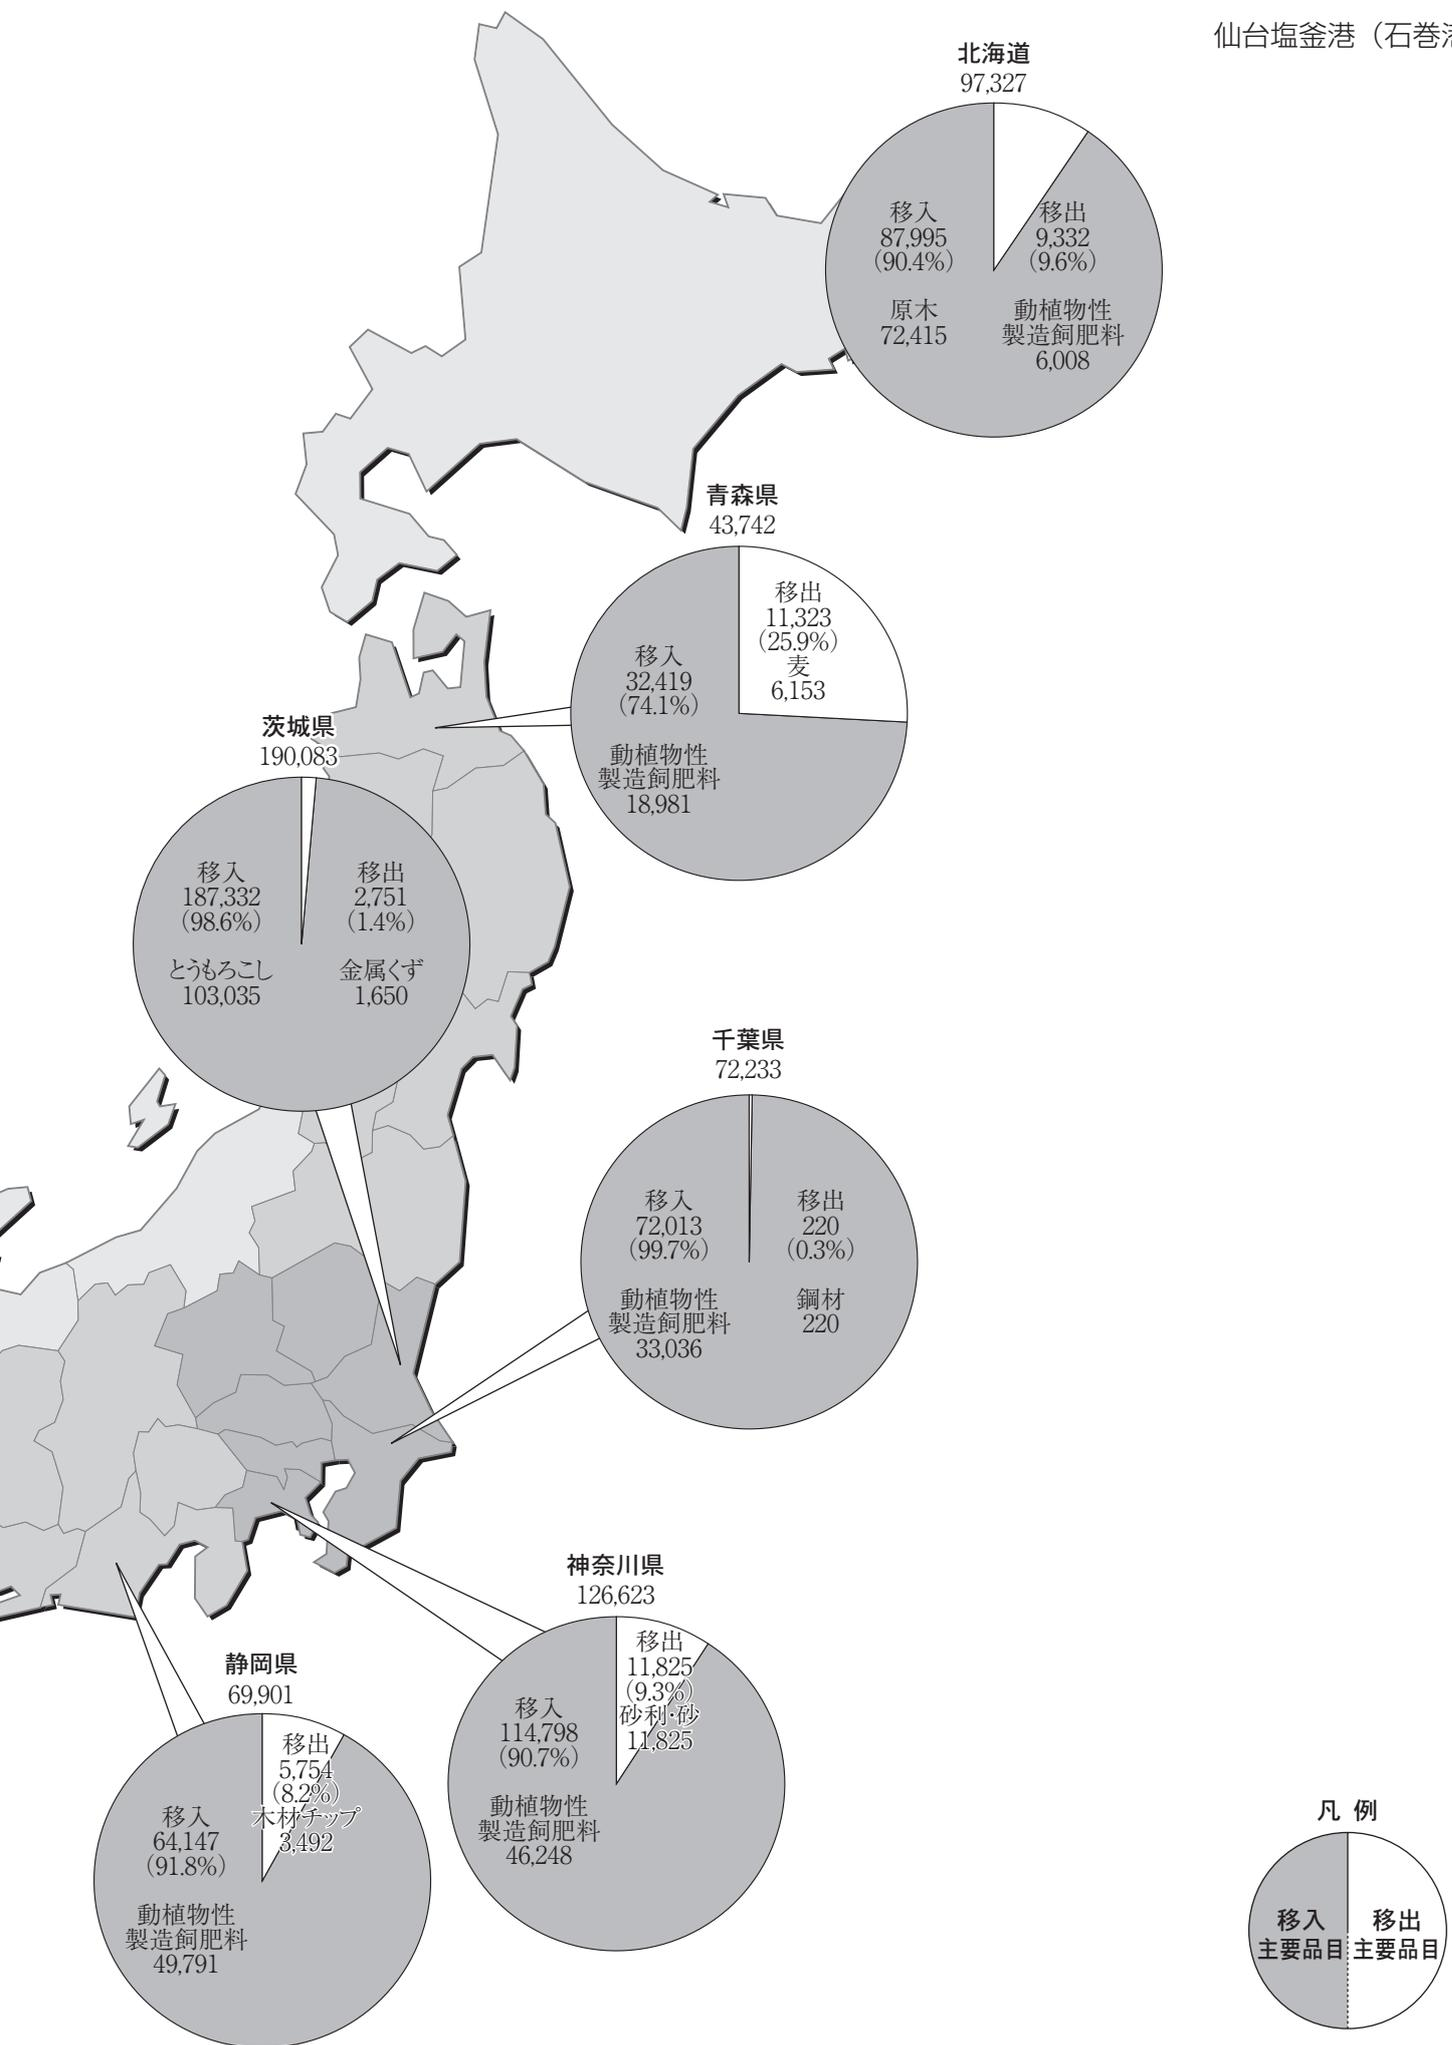 仙台塩釜港（石巻
北海道
97,327
移入
87,995
(90.4%)
原木
72,415
移出
9,332
(9.6%)
動植物性
製造飼肥料
6,008
青森県
43,742
移出
11,323
(25.9%)
麦
6,153
移入
32,419
(74.1%)
動植物性
製造飼肥料
18,981
茨城県
190,083
移入
187,332
(98.6%)
とうもろこし
103,035
移出
2,751
(1.4%)
金属くず
1,650
千葉県
72,233
移入
72,013
(99.7%)
動植物性
製造飼肥料
33,036
移出
220
(0.3%)
鋼材
220
神奈川県
126,623
移出
11,825
(9.3%)
砂利・砂
11,825
移入
114,798
(90.7%)
動植物性
製造飼肥料
46,248
静岡県
69,901
移出
5,754
(8.2%)
木材チップ
3,492
移入
64,147
(91.8%)
動植物性
製造飼肥料
49,791
凡 例
移入
主要品目
移出
主要品目